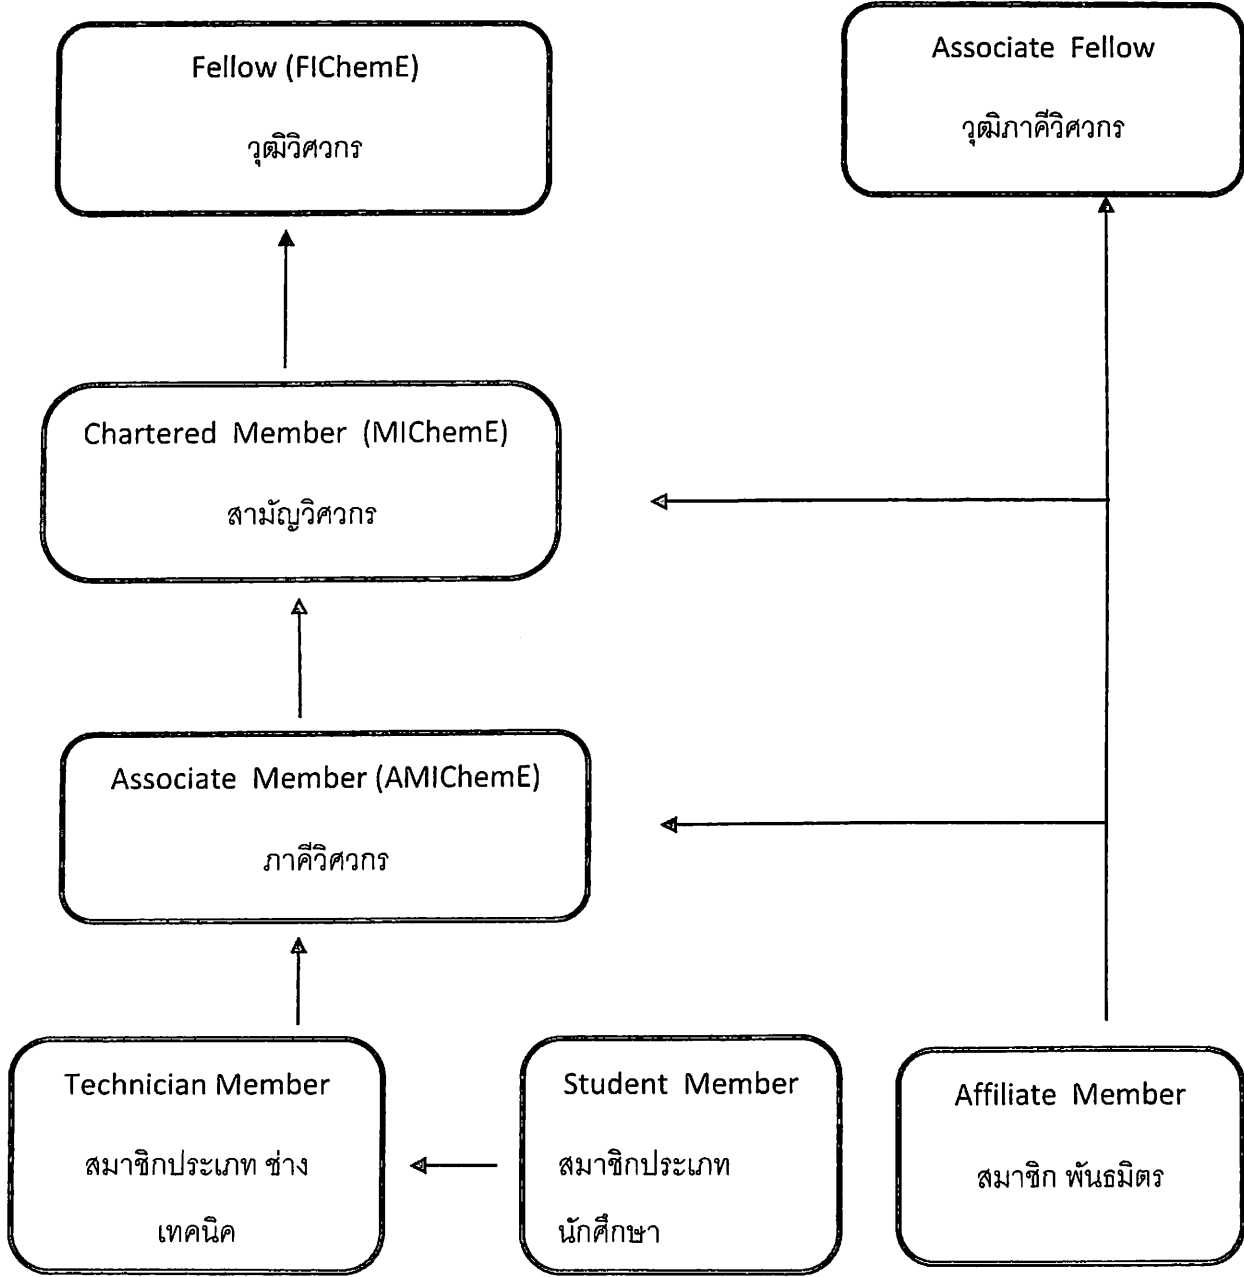 Fellow (FIChemE)
วุฒิวิศวกร
Associate Fellow
วุฒิภาคีวิศวกร
Chartered Member (MIChemE)
สามัญวิศวกร
Associate Member (AMIChemE)
ภาคีวิศวกร
Technician Member
สมาชิกประเภท ช่าง
เทคนิค
Student Member
สมาชิกประเภท
นักศึกษา
Affiliate Member
สมาชิก พันธมิตร